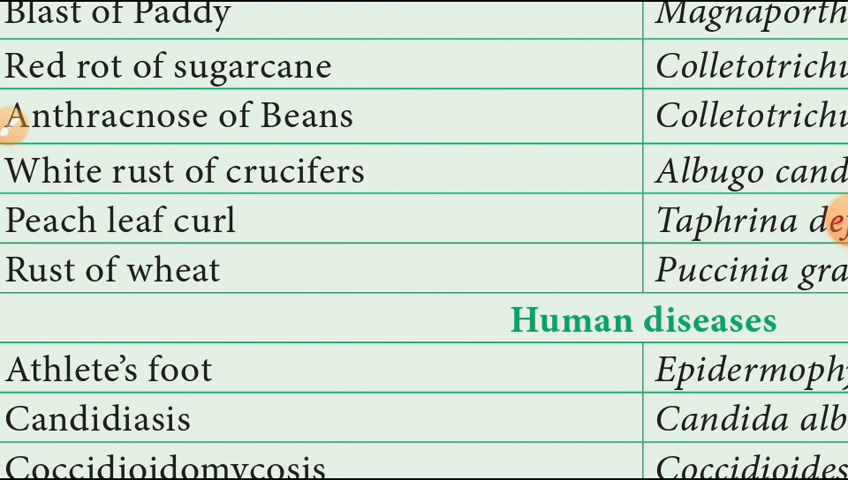 Blast of Paddy Magnaporth
Red rot of sugarcane Colletotrichu
Anthracnose of Beans Colletotrichu
White rust of crucifers Albugo cand
Peach leaf curl Taphrina def
Rust of wheat Puccinia gra
Human diseases
Athlete's foot Epidermophy
Candidiasis Candida alb
Coccidioidomycosis Coccidioides